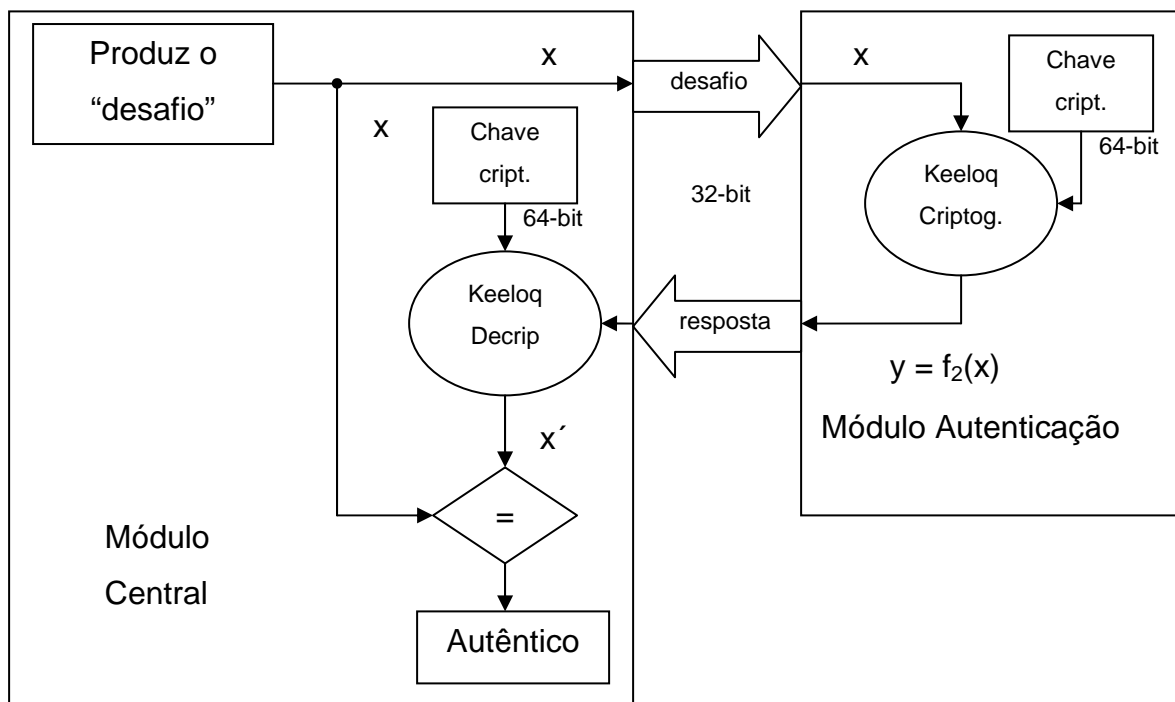 Produz o
“desafio”
x
desafio
x
Chave
cript.
64-bit
x
Chave
cript.
64-bit
32-bit
Keeloq
Criptog.
Keeloq
Decrip
resposta
y = f₂(x)
Módulo Autenticação
x´
=
Módulo
Central
Autêntico